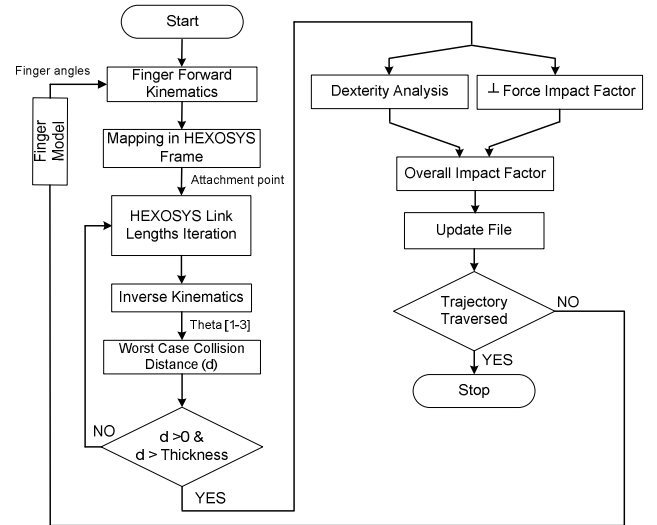 Start
Finger angles
Finger Forward
Kinematics
Finger
Model
Mapping in HEXOSYS
Frame
Attachment point
HEXOSYS Link
Lengths Iteration
Inverse Kinematics
Theta [1-3]
Worst Case Collision
Distance (d)
d >0 &
d > Thickness
NO
YES
Dexterity Analysis
⊥ Force Impact Factor
Overall Impact Factor
Update File
Trajectory
Traversed
NO
YES
Stop